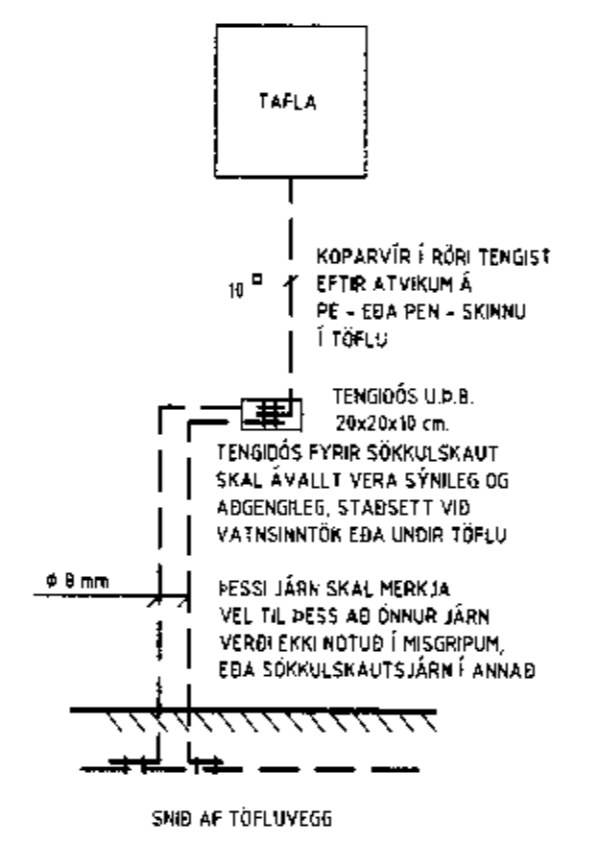 TAFLA
KOPARVÍR Í RÖRI TENGIST
10 □ EFTIR ATVIKUM Á
PE - EÐA PEN - SKINNU
Í TÖFLU
TENGIDÓS U.Þ.B.
20x20x10 cm.
TENGIDÓS FYRIR SÖKKULSKAUT
SKAL ÁVALLT VERA SÝNILEG OG
AÐGENGILEG, STAÐSETT VIÐ
VATNSINNTÖK EÐA UNDIR TÖFLU
ϕ 8 mm
ÞESSI JÁRN SKAL MERKJA
VEL TIL ÞESS AÐ ÖNNUR JÁRN
VERÐI EKKI NOTUÐ Í MISGRIPUM,
EÐA SÖKKULSKAUTSJÁRN Í ANNAÐ
SNIÐ AF TÖFLUVEGG